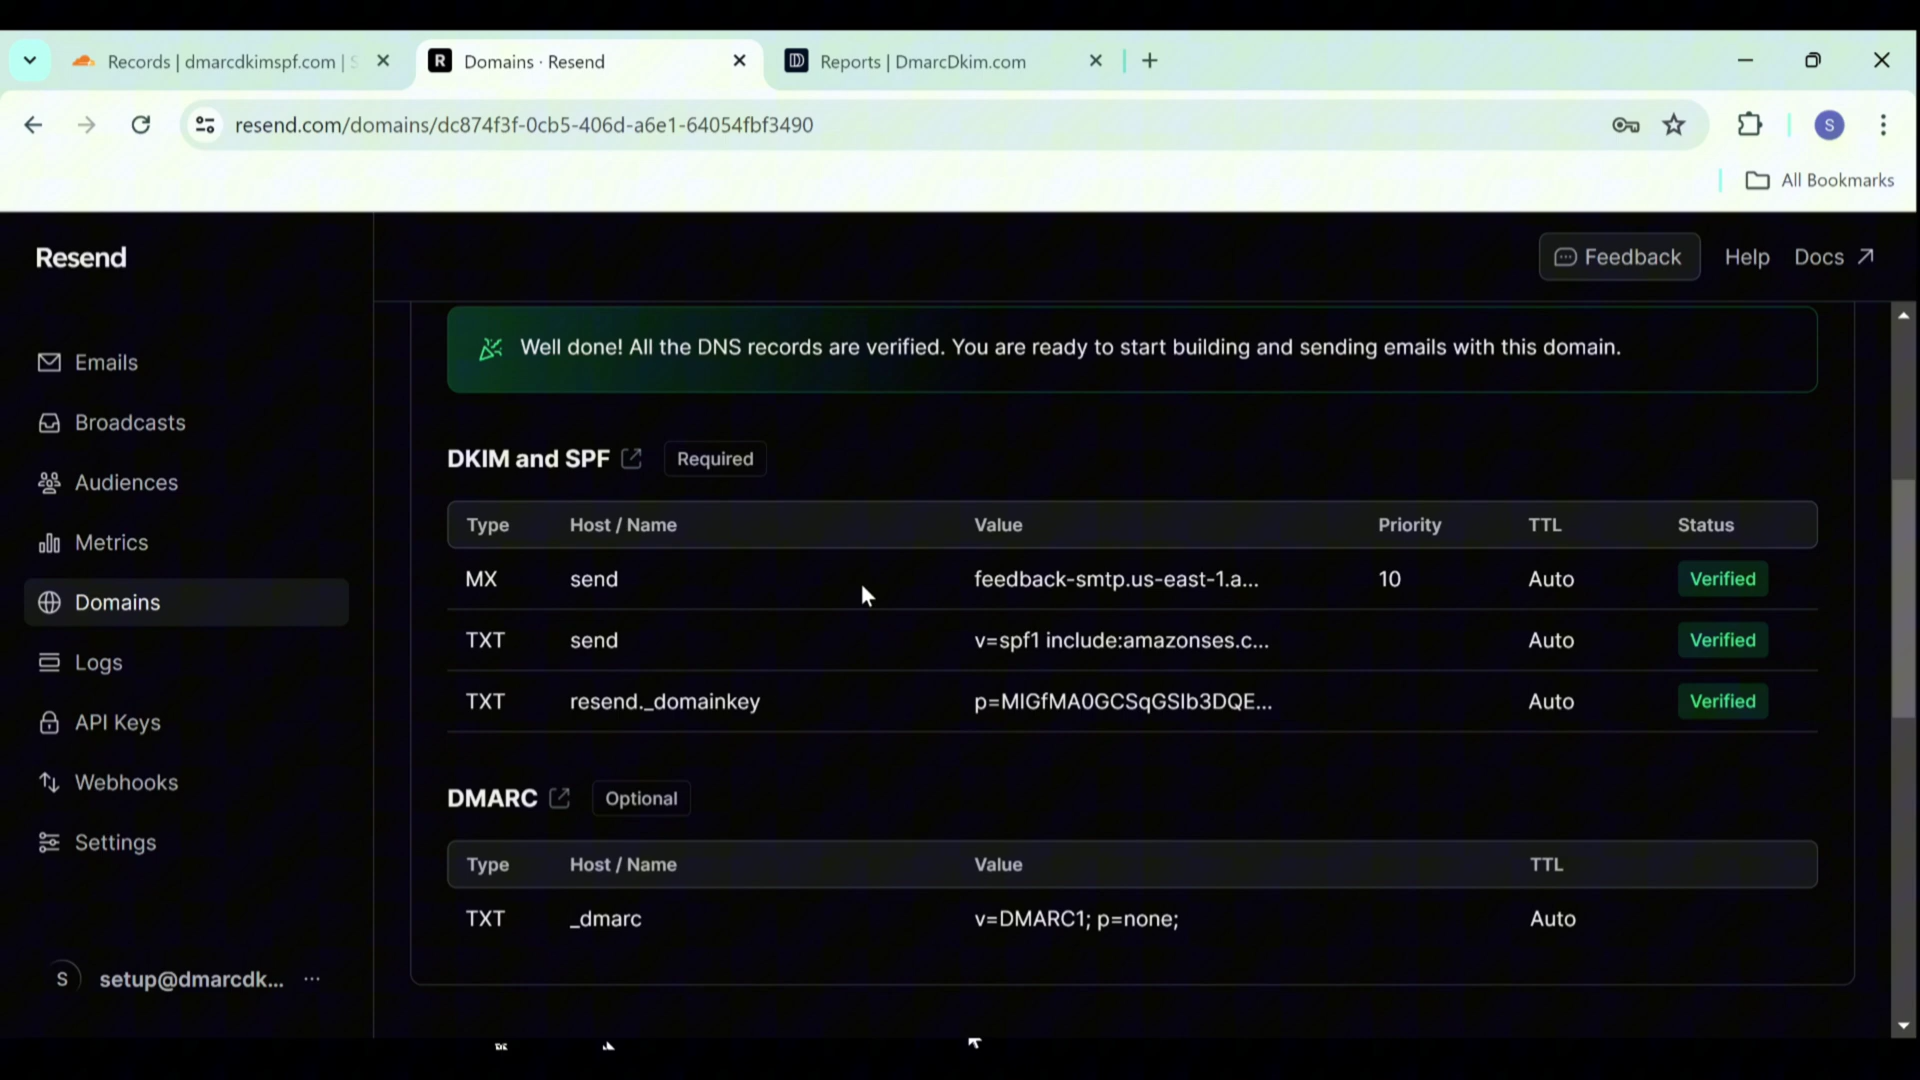 Records | dmarcdkimspf.com | S
Domains · Resend
Reports | DmarcDkim.com
resend.com/domains/dc874f3f-0cb5-406d-a6e1-64054fbf3490
S
All Bookmarks
Resend
Feedback
Help
Docs
Emails
Broadcasts
Audiences
Metrics
Domains
Logs
API Keys
Webhooks
Settings
S
setup@dmarcdk...
Well done! All the DNS records are verified. You are ready to start building and sending emails with this domain.
DKIM and SPF
Required
Type Host / Name Value Priority TTL Status
MX send feedback-smtp.us-east-1.a... 10 Auto Verified
TXT send v=spf1 include:amazonses.c... Auto Verified
TXT resend._domainkey p=MIGfMA0GCSqGSIb3DQE... Auto Verified
DMARC
Optional
Type Host / Name Value TTL
TXT _dmarc v=DMARC1; p=none; Auto